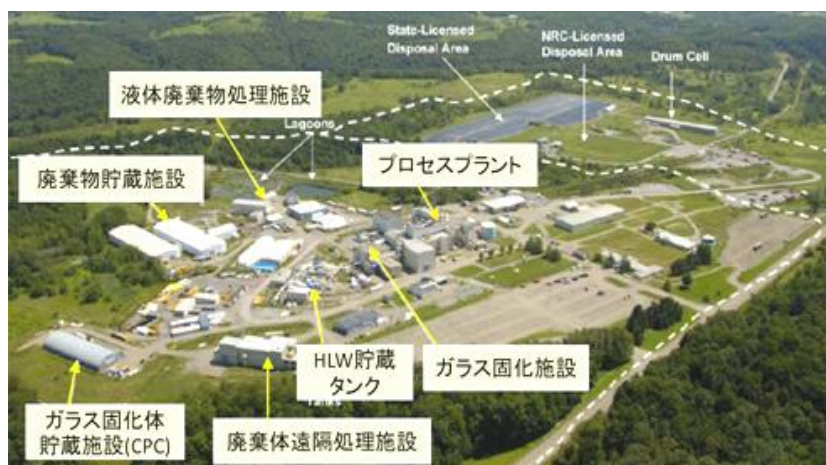 State-Licensed
Disposal Area
NRC-Licensed
Disposal Area
Drum Cell
液体廃棄物処理施設
Lagoons
廃棄物貯蔵施設
プロセスプラント
HLW貯蔵
タンク
ガラス固化施設
ガラス固化体
貯蔵施設(CPC)
廃棄体遠隔処理施設